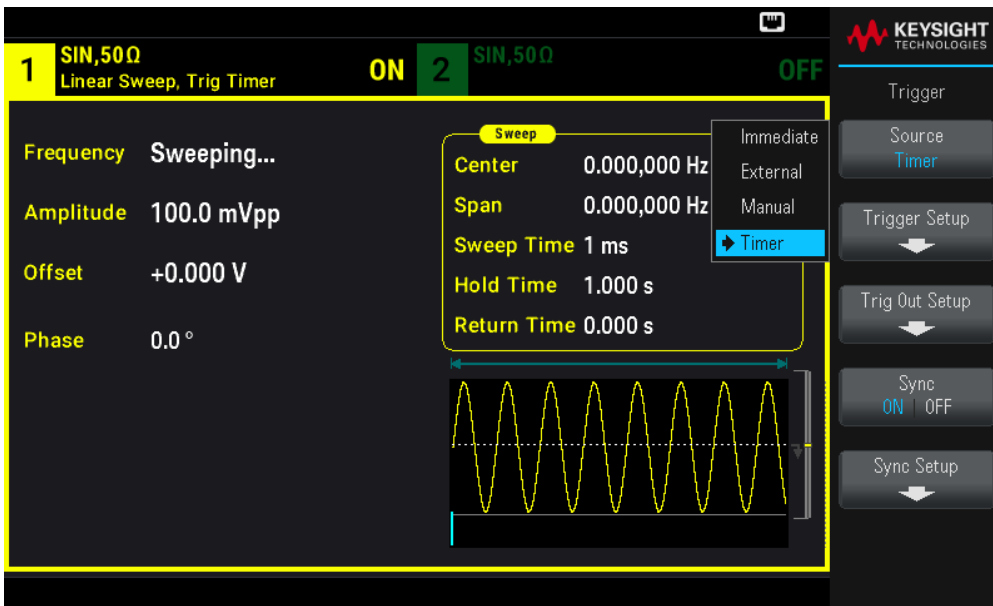 KEYSIGHT
TECHNOLOGIES
1
SIN,50Ω
Linear Sweep, Trig Timer
ON
2
SIN,50Ω
OFF
Frequency Sweeping...
Amplitude 100.0 mVpp
Offset +0.000 V
Phase 0.0 °
Sweep
Center 0.000,000 Hz
Span 0.000,000 Hz
Sweep Time 1 ms
Hold Time 1.000 s
Return Time 0.000 s
Immediate
External
Manual
Timer
Trigger
Source
Timer
Trigger Setup
Trig Out Setup
Sync
ON | OFF
Sync Setup